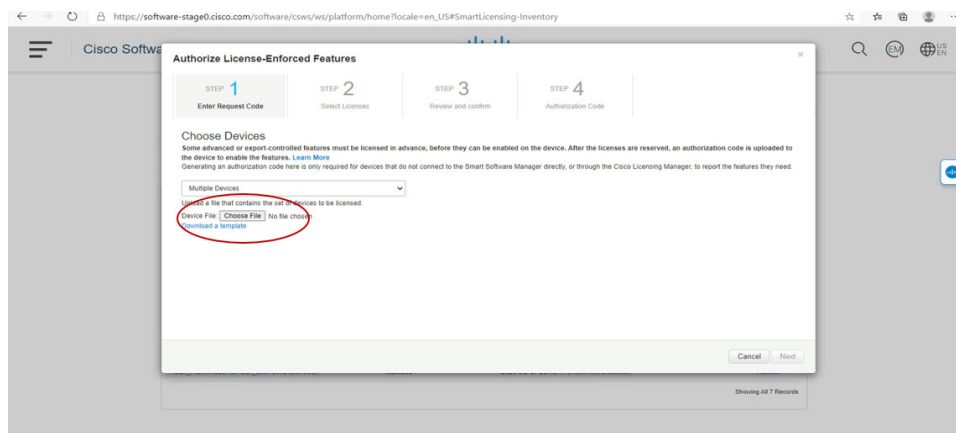 https://software-stage0.cisco.com/software/csws/ws/platform/home?locale=en_US#SmartLicensing-Inventory
Cisco Softwa
EM
US
EN
Authorize License-Enforced Features
×
STEP 1
Enter Request Code
STEP 2
Select Licenses
STEP 3
Review and confirm
STEP 4
Authorization Code
Choose Devices
Some advanced or export-controlled features must be licensed in advance, before they can be enabled on the device. After the licenses are reserved, an authorization code is uploaded to
the device to enable the features. Learn More
Generating an authorization code here is only required for devices that do not connect to the Smart Software Manager directly, or through the Cisco Licensing Manager, to report the features they need.
Multiple Devices
Upload a file that contains the set of devices to be licensed.
Device File: Choose File No file chosen
Download a template
Cancel Next
Showing All 7 Records